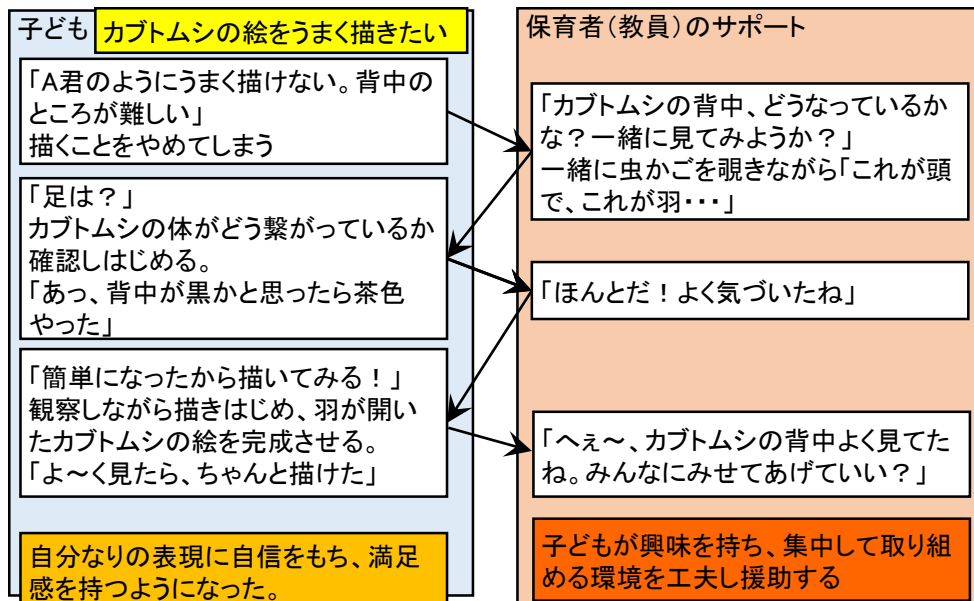 子ども
カブトムシの絵をうまく描きたい
「A君のようにうまく描けない。背中の
ところが難しい」
描くことをやめてしまう
「足は？」
カブトムシの体がどう繋がっているか
確認しはじめる。
「あっ、背中が黒かと思ったら茶色
やった」
「簡単になったから描いてみる！」
観察しながら描きはじめ、羽が開い
たカブトムシの絵を完成させる。
「よ～く見たら、ちゃんと描けた」
自分なりの表現に自信をもち、満足
感を持つようになった。
保育者（教員）のサポート
「カブトムシの背中、どうなっているか
な？一緒に見てみようか？」
一緒に虫かごを覗きながら「これが頭
で、これが羽・・・」
「ほんとだ！よく気づいたね」
「へぇ～、カブトムシの背中よく見てた
ね。みんなにみせてあげていい？」
子どもが興味を持ち、集中して取り組
める環境を工夫し援助する